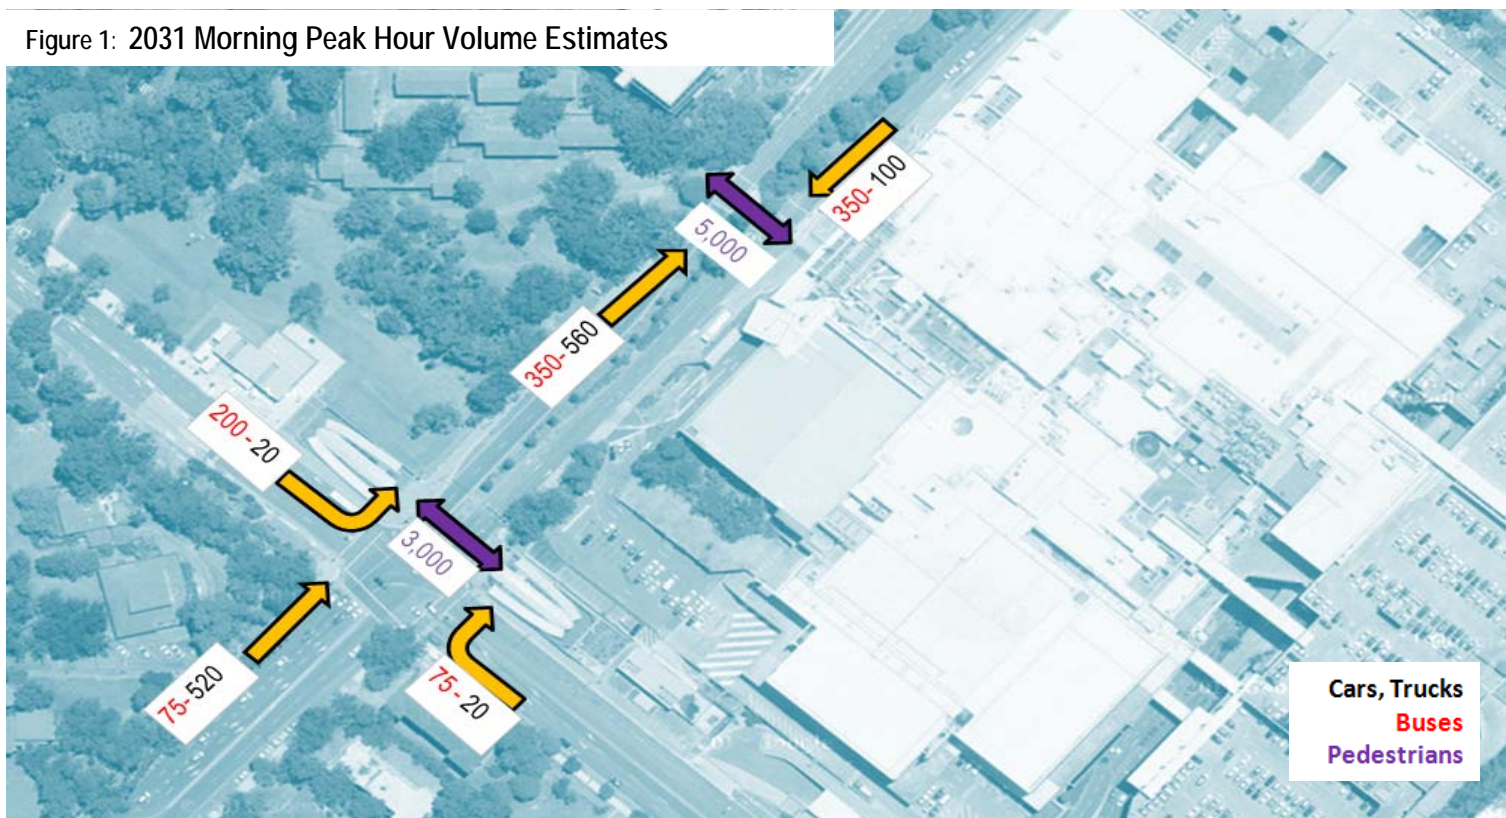 Figure 1: 2031 Morning Peak Hour Volume Estimates
350-100
5,000
350-560
200-20
3,000
75-520
75-20
Cars, Trucks
Buses
Pedestrians